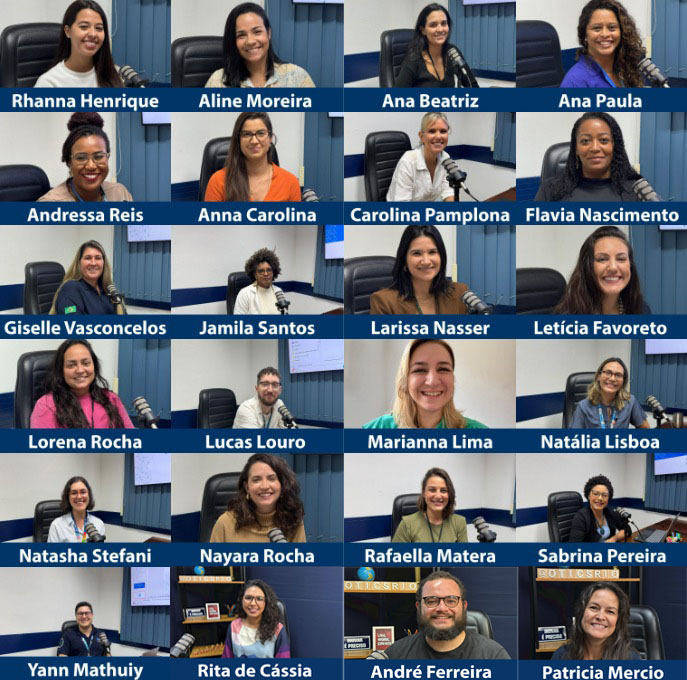 Rhanna Henrique
Aline Moreira
Ana Beatriz
Ana Paula
Andressa Reis
Anna Carolina
Carolina Pamplona
Flavia Nascimento
Giselle Vasconcelos
Jamila Santos
Larissa Nasser
Letícia Favoreto
Lorena Rocha
Lucas Louro
Marianna Lima
Natália Lisboa
Natasha Stefani
Nayara Rocha
Rafaella Matera
Sabrina Pereira
OTICSRIO
Yann Mathuiy
Rita de Cássia
André Ferreira
Patricia Mercio